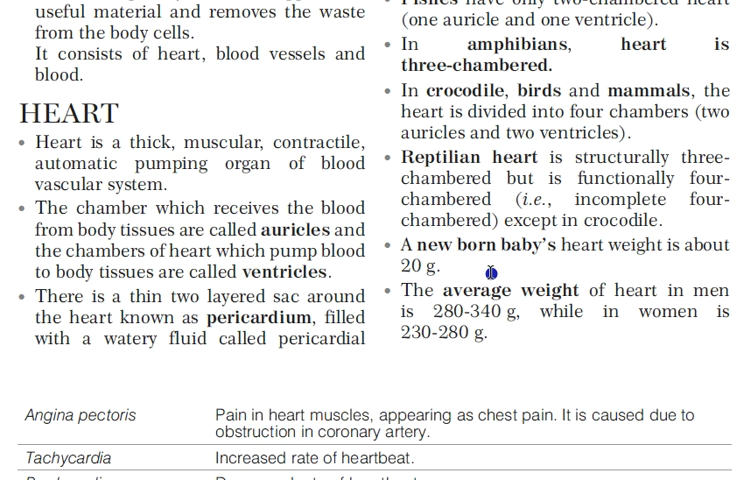 useful material and removes the waste
from the body cells.
It consists of heart, blood vessels and
blood.
HEART
• Heart is a thick, muscular, contractile,
automatic pumping organ of blood
vascular system.
• The chamber which receives the blood
from body tissues are called auricles and
the chambers of heart which pump blood
to body tissues are called ventricles.
• There is a thin two layered sac around
the heart known as pericardium, filled
with a watery fluid called pericardial
• Fishes have only two-chambered heart
(one auricle and one ventricle).
• In amphibians, heart is
three-chambered.
• In crocodile, birds and mammals, the
heart is divided into four chambers (two
auricles and two ventricles).
• Reptilian heart is structurally three-
chambered but is functionally four-
chambered (i.e., incomplete four-
chambered) except in crocodile.
• A new born baby's heart weight is about
20 g.
• The average weight of heart in men
is 280-340 g, while in women is
230-280 g.
Angina pectoris Pain in heart muscles, appearing as chest pain. It is caused due to
obstruction in coronary artery.
Tachycardia Increased rate of heartbeat.